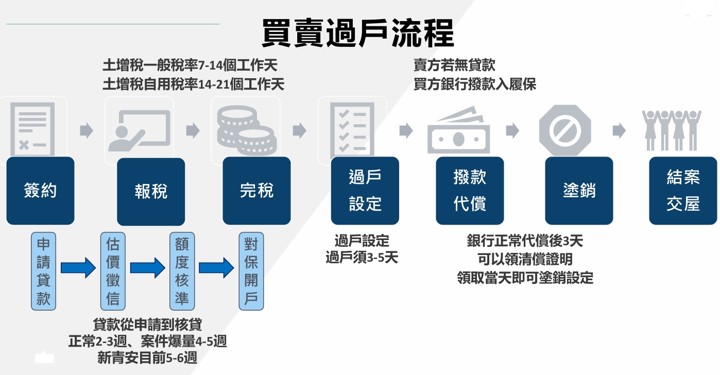 買賣過戶流程
土增稅一般稅率7-14個工作天
土增稅自用稅率14-21個工作天
賣方若無貸款
買方銀行撥款入履保
簽約
報稅
完稅
過戶
設定
撥款
代償
塗銷
結案
交屋
申請貸款
估價徵信
額度核準
對保開戶
過戶設定
過戶須3-5天
銀行正常代償後3天
可以領清償證明
領取當天即可塗銷設定
貸款從申請到核貸
正常2-3週、案件爆量4-5週
新青安目前5-6週